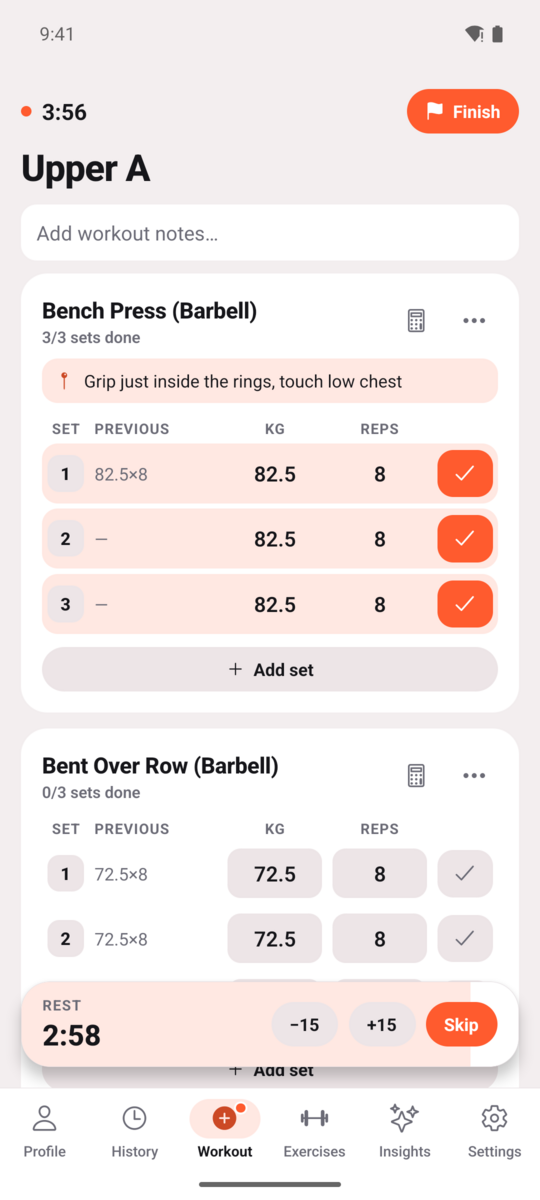 9:41
3:56
Finish
Upper A
Add workout notes…
Bench Press (Barbell)
3/3 sets done
Grip just inside the rings, touch low chest
SET PREVIOUS KG REPS
1 82.5×8 82.5 8
2 – 82.5 8
3 – 82.5 8
+ Add set
Bent Over Row (Barbell)
0/3 sets done
SET PREVIOUS KG REPS
1 72.5×8 72.5 8
2 72.5×8 72.5 8
REST
2:58
−15 +15 Skip
+ Add set
Profile History Workout Exercises Insights Settings